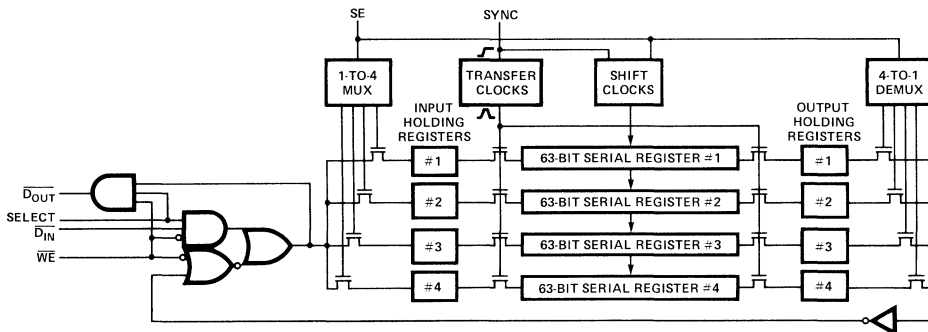 SE
SYNC
1-TO-4
MUX
TRANSFER
CLOCKS
SHIFT
CLOCKS
4-TO-1
DEMUX
INPUT
HOLDING
REGISTERS
OUTPUT
HOLDING
REGISTERS
#1
63-BIT SERIAL REGISTER #1
#1
#2
63-BIT SERIAL REGISTER #2
#2
#3
63-BIT SERIAL REGISTER #3
#3
#4
63-BIT SERIAL REGISTER #4
#4
D̅O̅U̅T̅
SELECT
D̅I̅N̅
W̅E̅